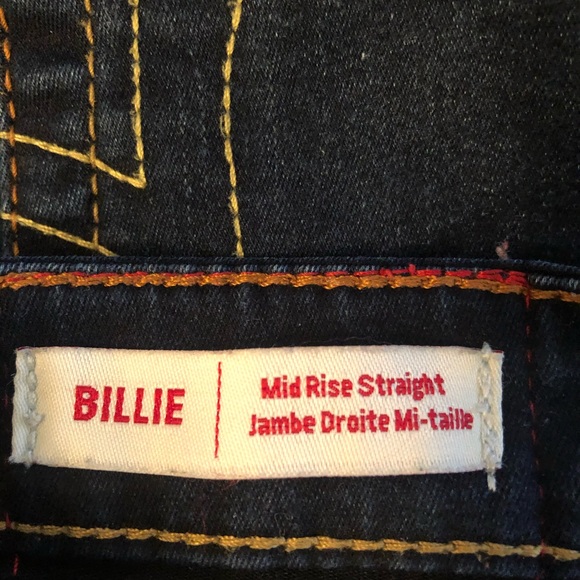 BILLIE
Mid Rise Straight
Jambe Droite Mi-taille